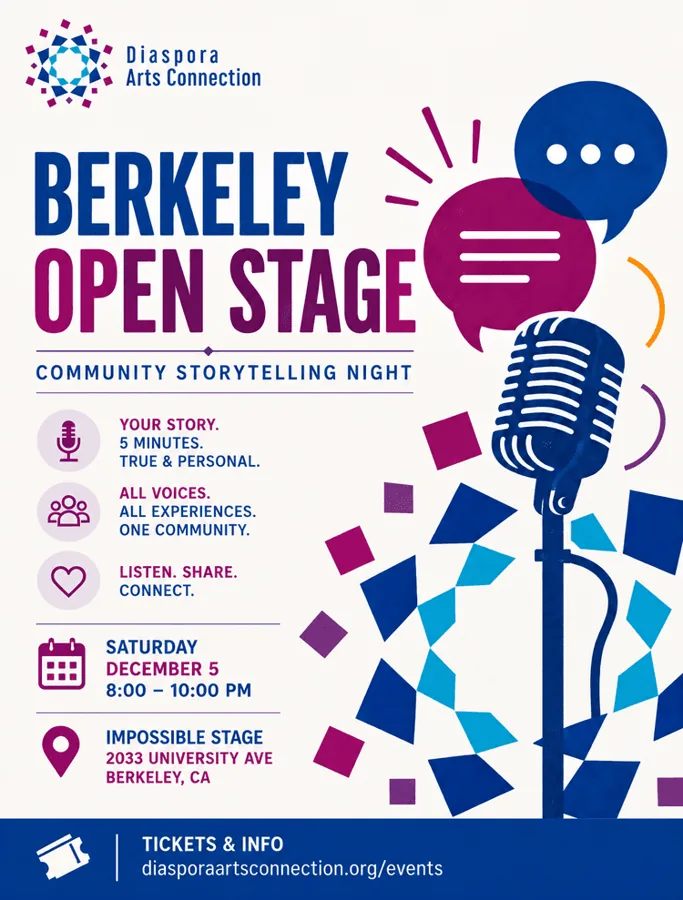 Diaspora
Arts Connection
BERKELEY
OPEN STAGE
COMMUNITY STORYTELLING NIGHT
YOUR STORY.
5 MINUTES.
TRUE & PERSONAL.
ALL VOICES.
ALL EXPERIENCES.
ONE COMMUNITY.
LISTEN. SHARE.
CONNECT.
SATURDAY
DECEMBER 5
8:00 – 10:00 PM
IMPOSSIBLE STAGE
2033 UNIVERSITY AVE
BERKELEY, CA
TICKETS & INFO
diasporaartsconnection.org/events